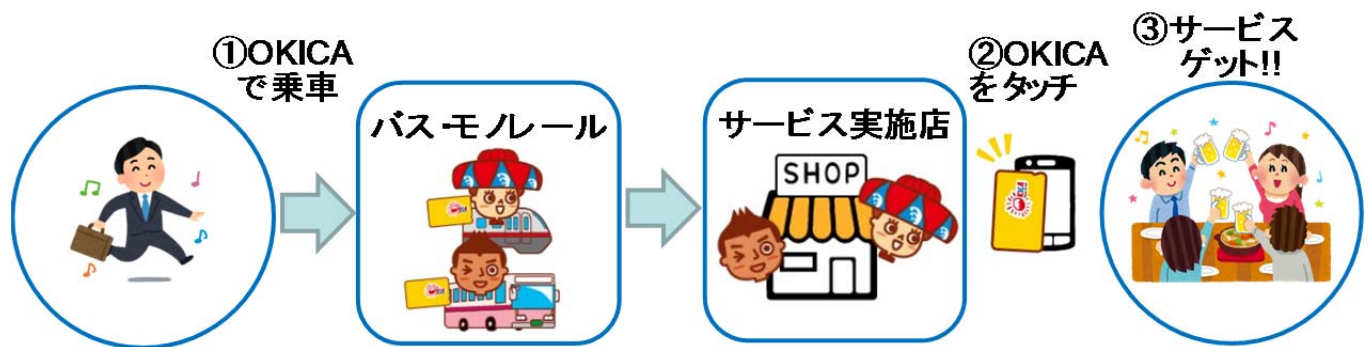 ①OKICA
で乗車
バス・モノレール
サービス実施店
SHOP
②OKICA
をタッチ
③サービス
ゲット!!